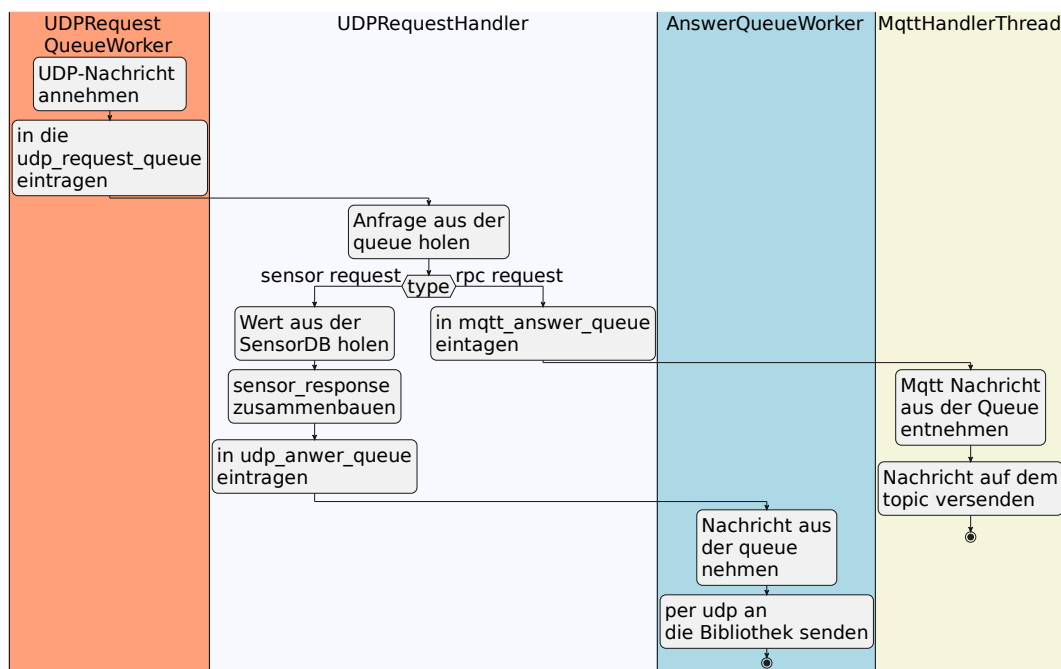 UDPRequest
QueueWorker
UDPRequestHandler
AnswerQueueWorker
MqttHandlerThread
UDP-Nachricht
annehmen
in die
udp_request_queue
eintragen
Anfrage aus der
queue holen
sensor request
type
rpc request
Wert aus der
SensorDB holen
in mqtt_answer_queue
eintagen
sensor_response
zusammenbauen
Mqtt Nachricht
aus der Queue
entnehmen
in udp_anwer_queue
eintragen
Nachricht auf dem
topic versenden
Nachricht aus
der queue
nehmen
per udp an
die Bibliothek senden